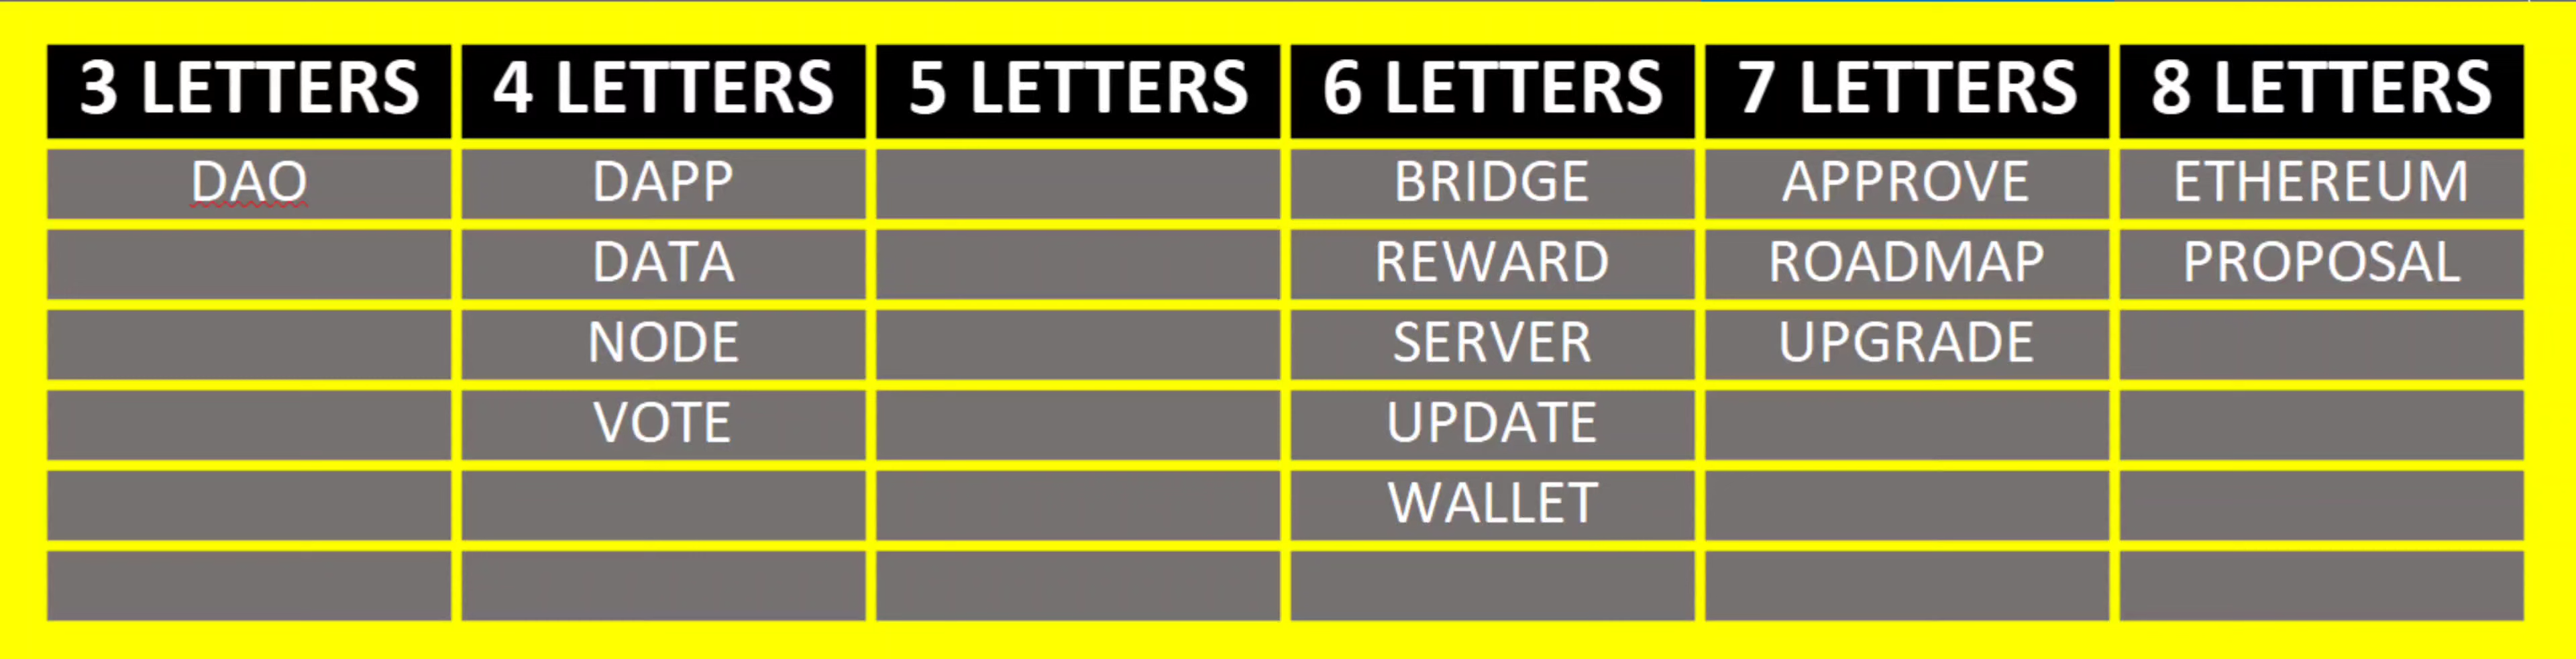 3 LETTERS 4 LETTERS 5 LETTERS 6 LETTERS 7 LETTERS 8 LETTERS
DAO DAPP BRIDGE APPROVE ETHEREUM
DATA REWARD ROADMAP PROPOSAL
NODE SERVER UPGRADE
VOTE UPDATE
WALLET